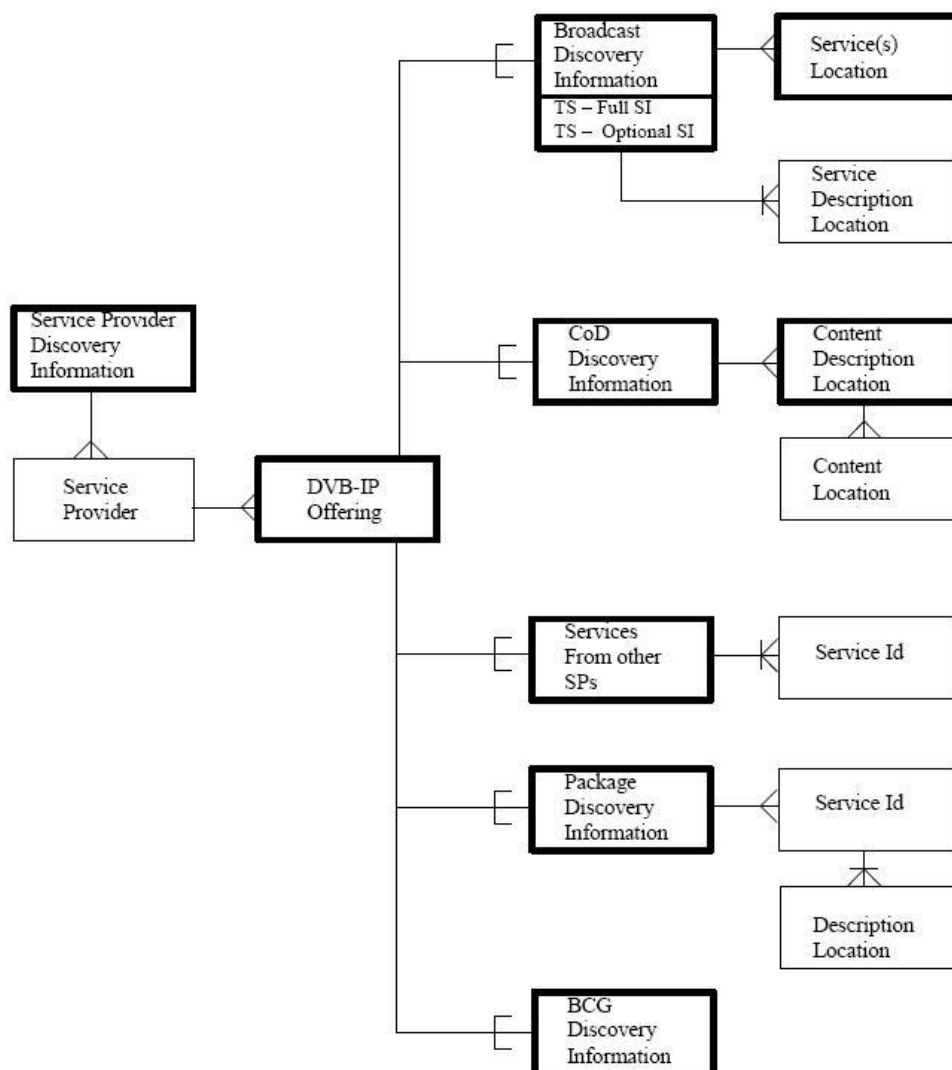 Broadcast
Discovery
Information
TS – Full SI
TS – Optional SI
Service(s)
Location
Service
Description
Location
Service Provider
Discovery
Information
CoD
Discovery
Information
Content
Description
Location
Content
Location
Service
Provider
DVB-IP
Offering
Services
From other
SPs
Service Id
Package
Discovery
Information
Service Id
Description
Location
BCG
Discovery
Information